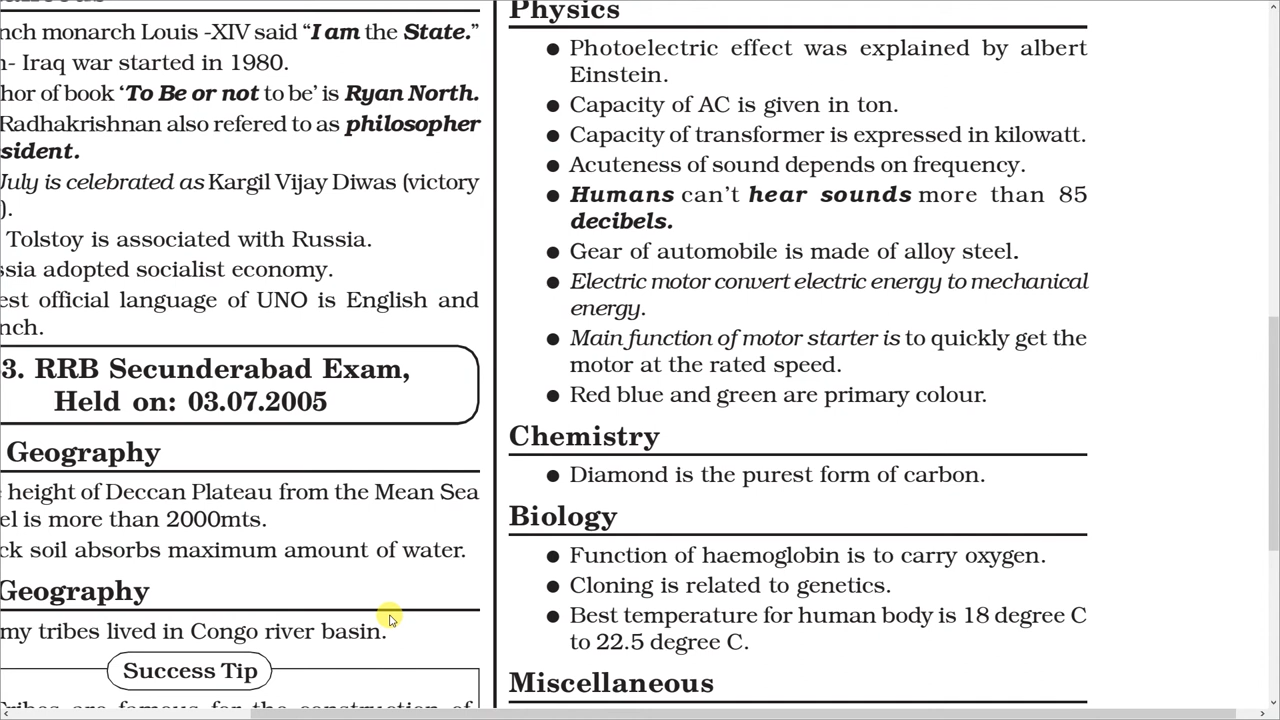 nch monarch Louis -XIV said “I am the State.”
n- Iraq war started in 1980.
hor of book ‘To Be or not to be’ is Ryan North.
Radhakrishnan also refered to as philosopher
sident.
July is celebrated as Kargil Vijay Diwas (victory
).
Tolstoy is associated with Russia.
ssia adopted socialist economy.
est official language of UNO is English and
nch.
3. RRB Secunderabad Exam,
Held on: 03.07.2005
Geography
height of Deccan Plateau from the Mean Sea
el is more than 2000mts.
ck soil absorbs maximum amount of water.
Geography
my tribes lived in Congo river basin.
Success Tip
Tribes are famous for the construction of
Physics
● Photoelectric effect was explained by albert
Einstein.
● Capacity of AC is given in ton.
● Capacity of transformer is expressed in kilowatt.
● Acuteness of sound depends on frequency.
● Humans can’t hear sounds more than 85
decibels.
● Gear of automobile is made of alloy steel.
● Electric motor convert electric energy to mechanical
energy.
● Main function of motor starter is to quickly get the
motor at the rated speed.
● Red blue and green are primary colour.
Chemistry
● Diamond is the purest form of carbon.
Biology
● Function of haemoglobin is to carry oxygen.
● Cloning is related to genetics.
● Best temperature for human body is 18 degree C
to 22.5 degree C.
Miscellaneous